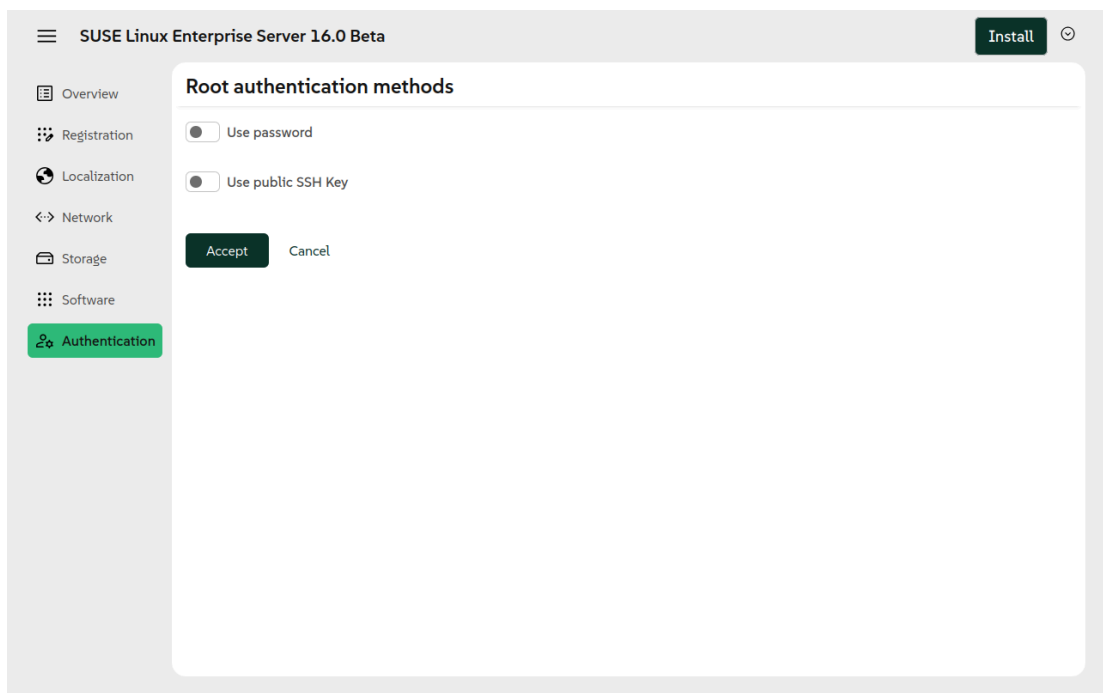 SUSE Linux Enterprise Server 16.0 Beta
Install
Overview
Registration
Localization
Network
Storage
Software
Authentication
Root authentication methods
Use password
Use public SSH Key
Accept
Cancel